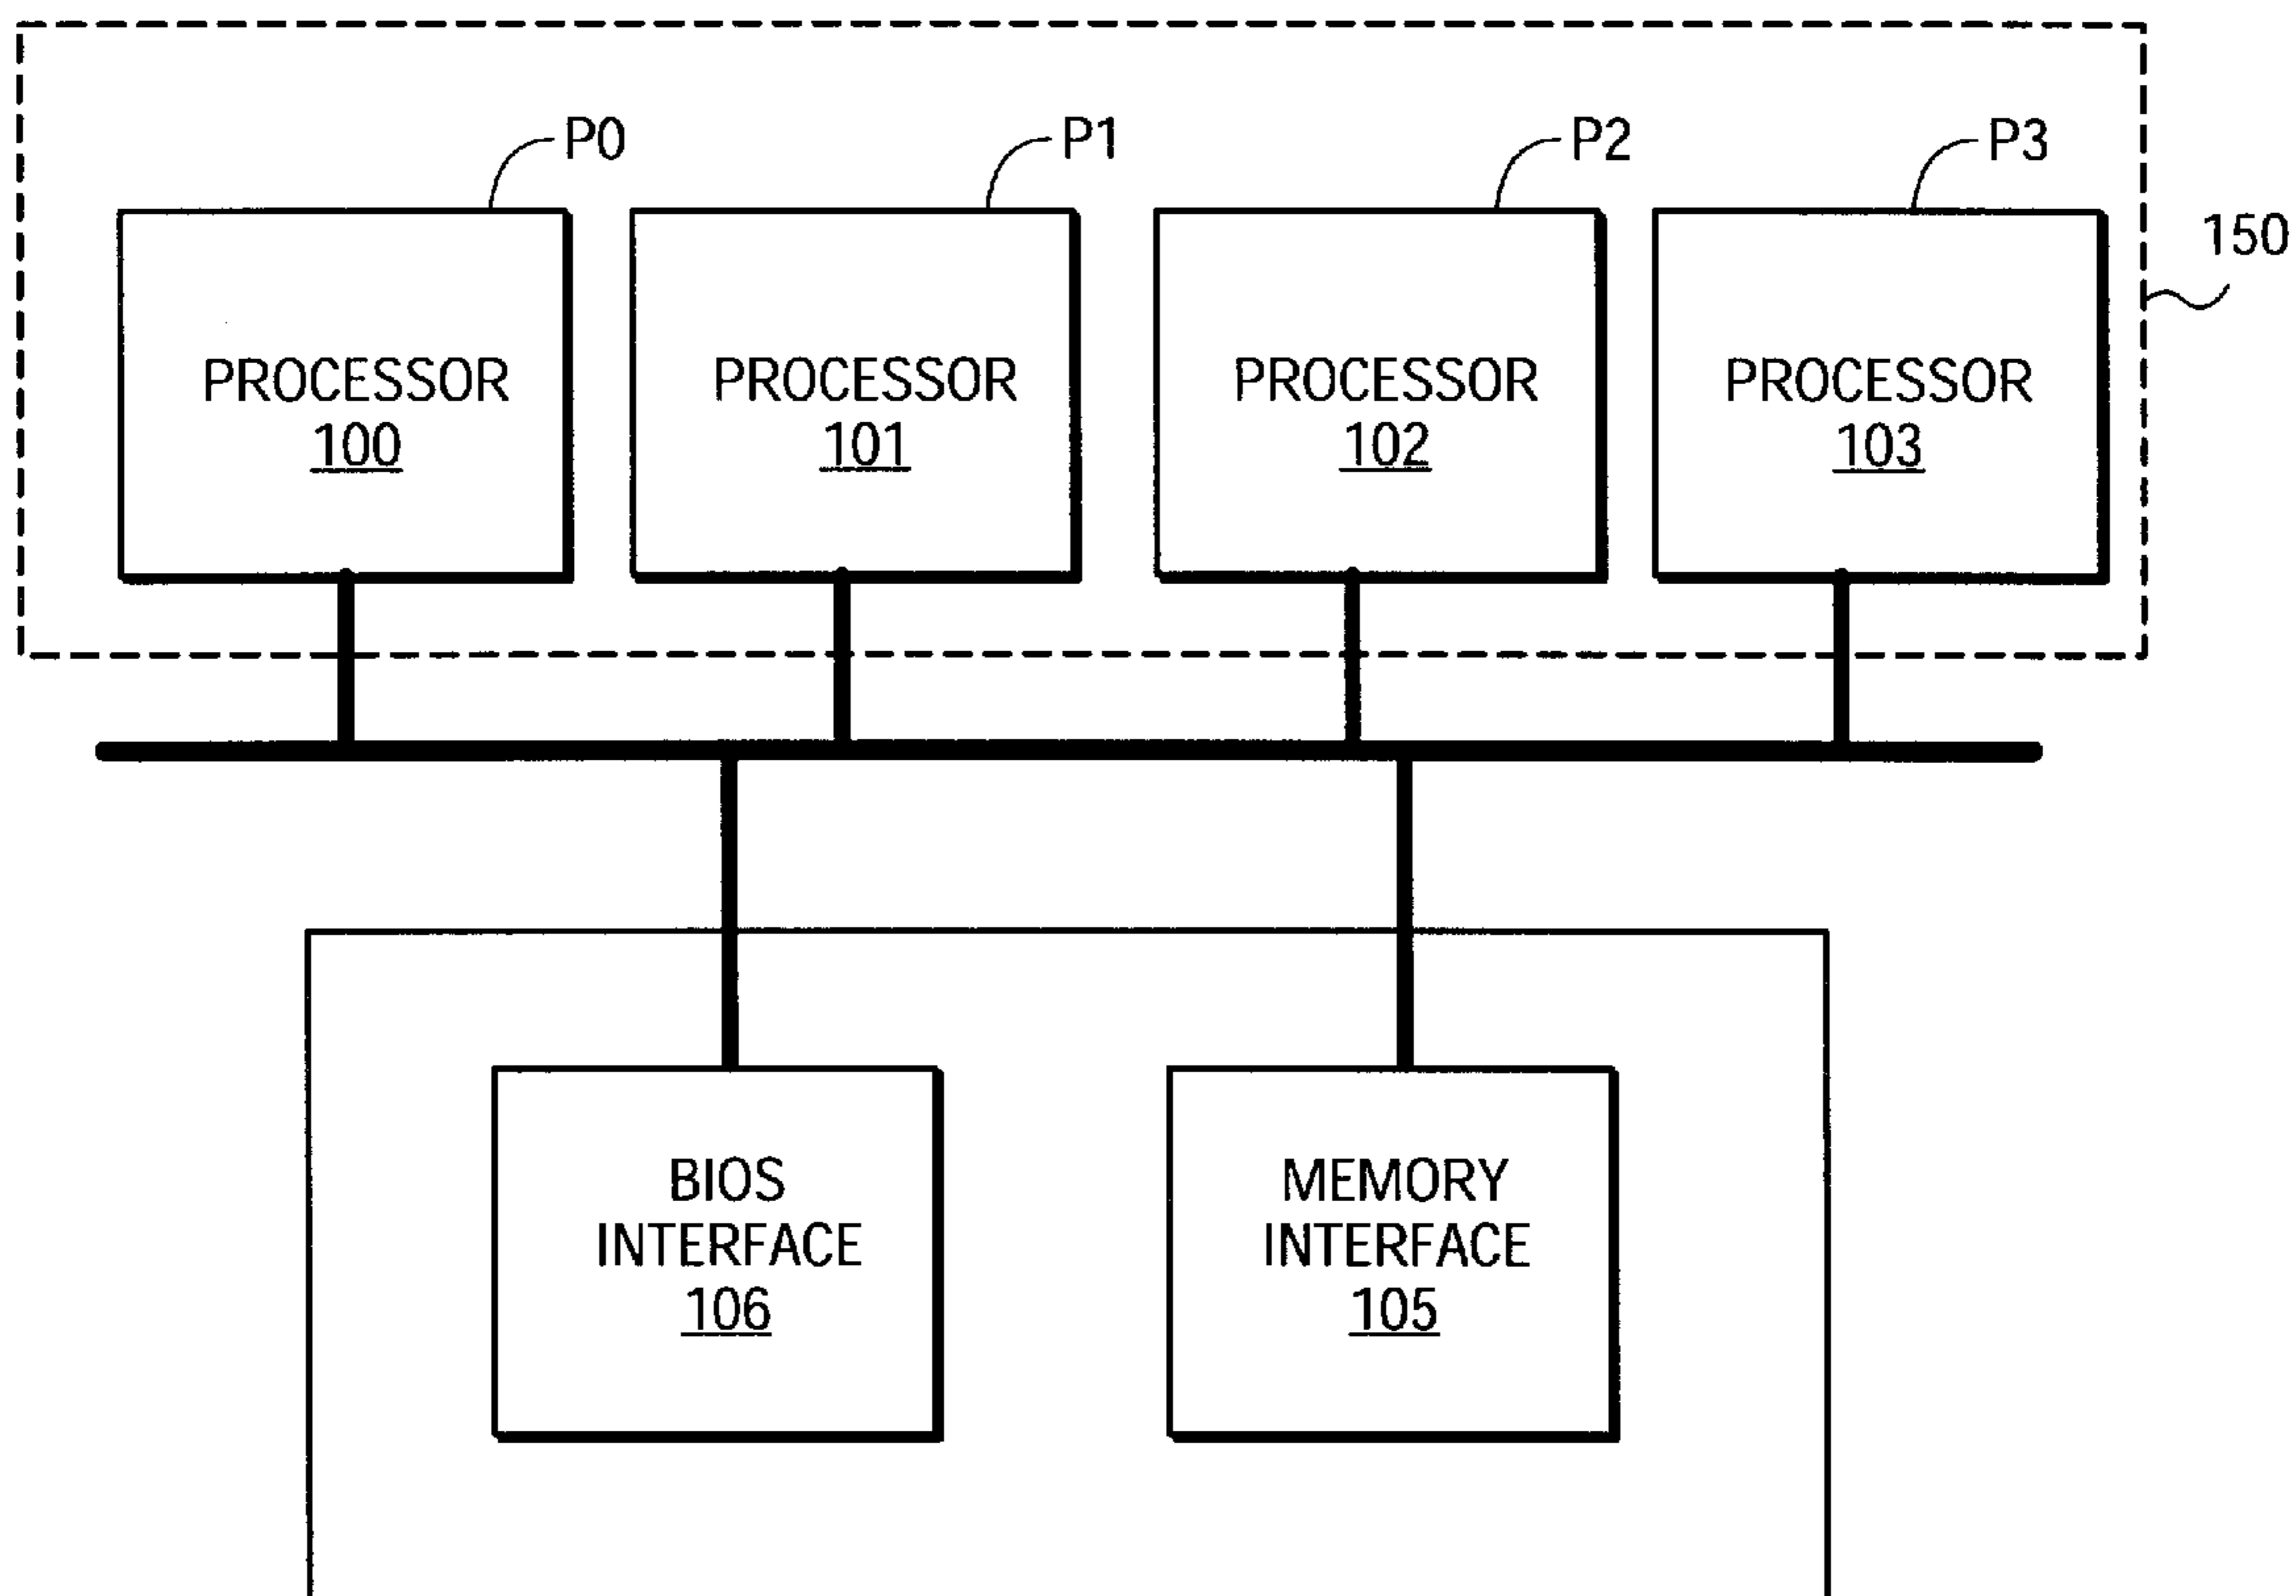 P0
P1
P2
P3
150
PROCESSOR
100
PROCESSOR
101
PROCESSOR
102
PROCESSOR
103
BIOS
INTERFACE
106
MEMORY
INTERFACE
105